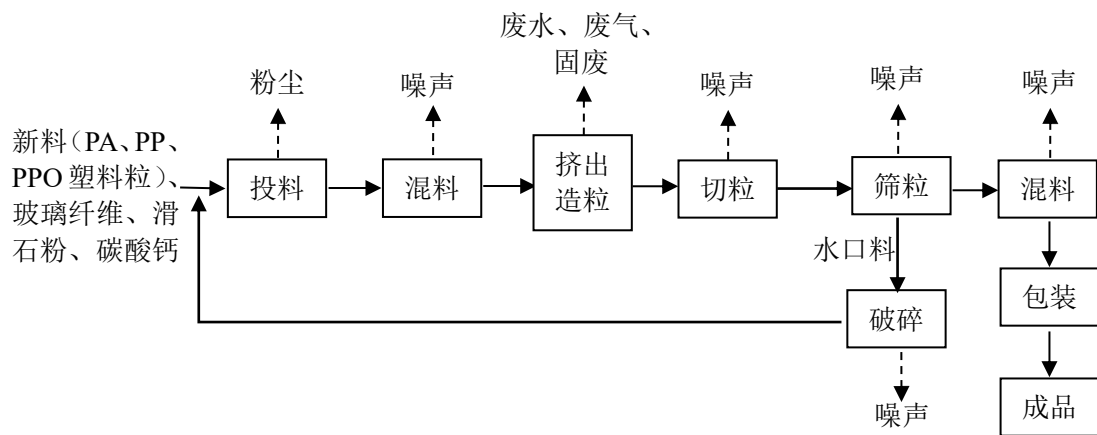 废水、废气、
固废
粉尘
噪声
噪声
噪声
噪声
新料（PA、PP、
PPO 塑料粒）、
玻璃纤维、滑
石粉、碳酸钙
投料
混料
挤出
造粒
切粒
筛粒
混料
水口料
破碎
包装
噪声
成品